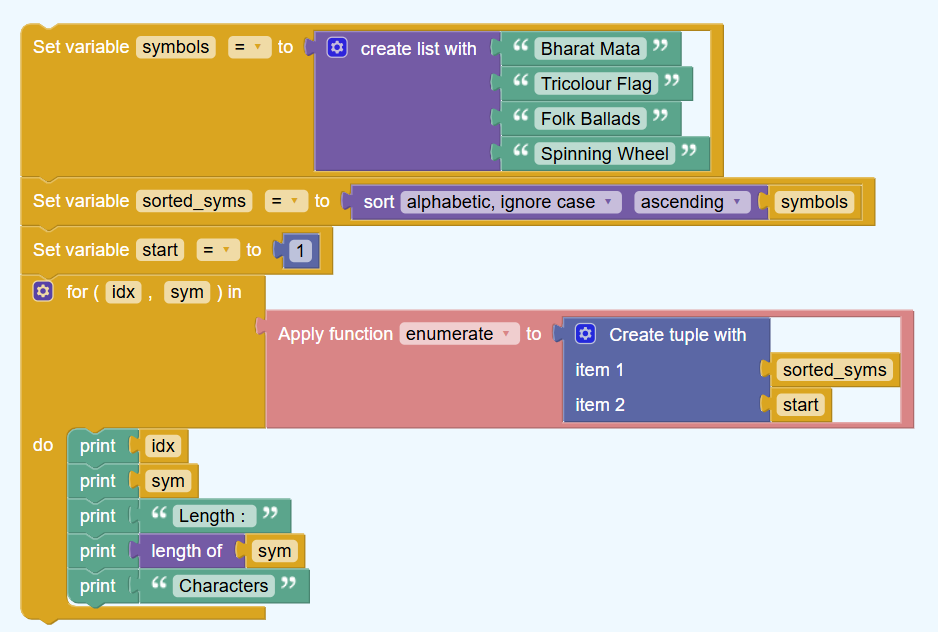 Set variable symbols = to create list with “ Bharat Mata ”
“ Tricolour Flag ”
“ Folk Ballads ”
“ Spinning Wheel ”
Set variable sorted_syms = to sort alphabetic, ignore case ascending symbols
Set variable start = to 1
for ( idx , sym ) in
Apply function enumerate to Create tuple with
item 1 sorted_syms
item 2 start
do print idx
print sym
print “ Length : ”
print length of sym
print “ Characters ”